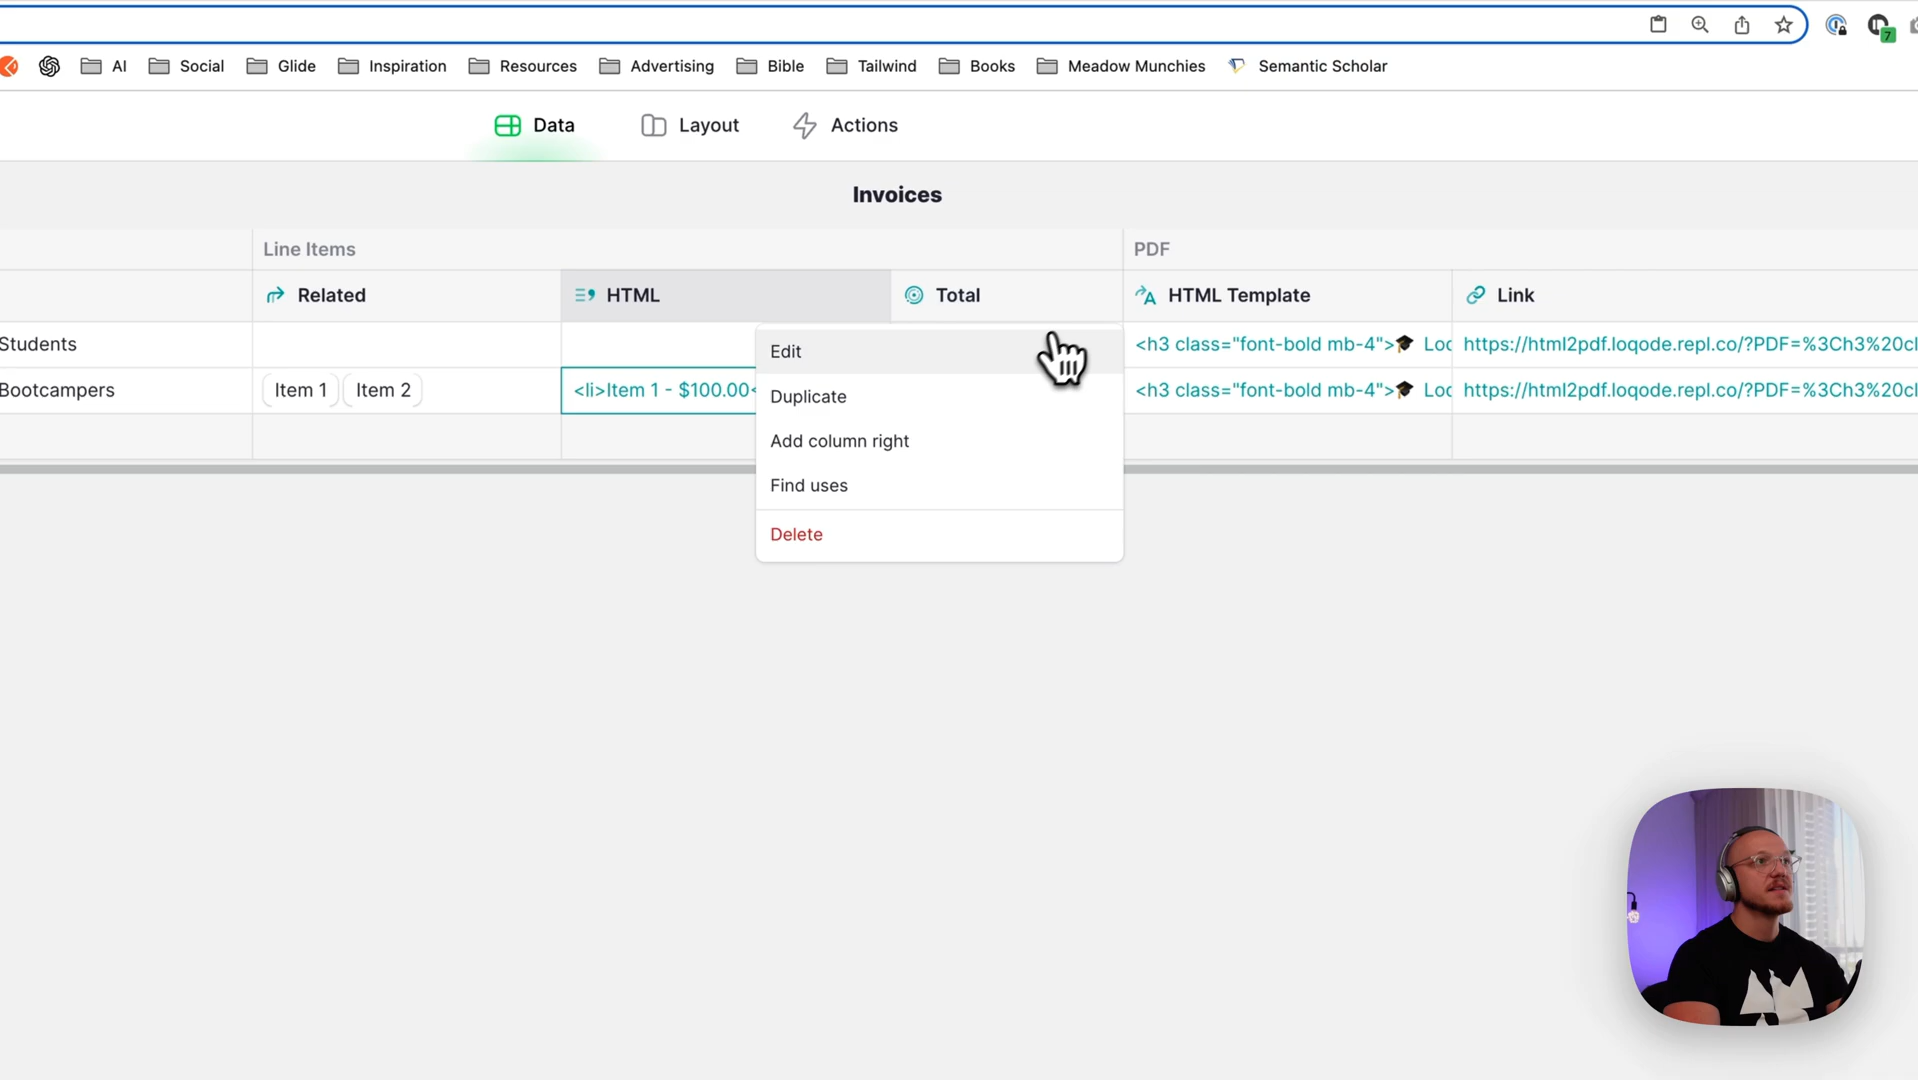 7
AI Social Glide Inspiration Resources Advertising Bible Tailwind Books Meadow Munchies Semantic Scholar
Data Layout Actions
Invoices
Line Items PDF
Related HTML Total HTML Template Link
Students <h3 class="font-bold mb-4">🎓 Loc https://html2pdf.loqode.repl.co/?PDF=%3Ch3%20cl
Bootcampers Item 1 Item 2 <li>Item 1 - $100.00< <h3 class="font-bold mb-4">🎓 Loc https://html2pdf.loqode.repl.co/?PDF=%3Ch3%20cl
Edit
Duplicate
Add column right
Find uses
Delete